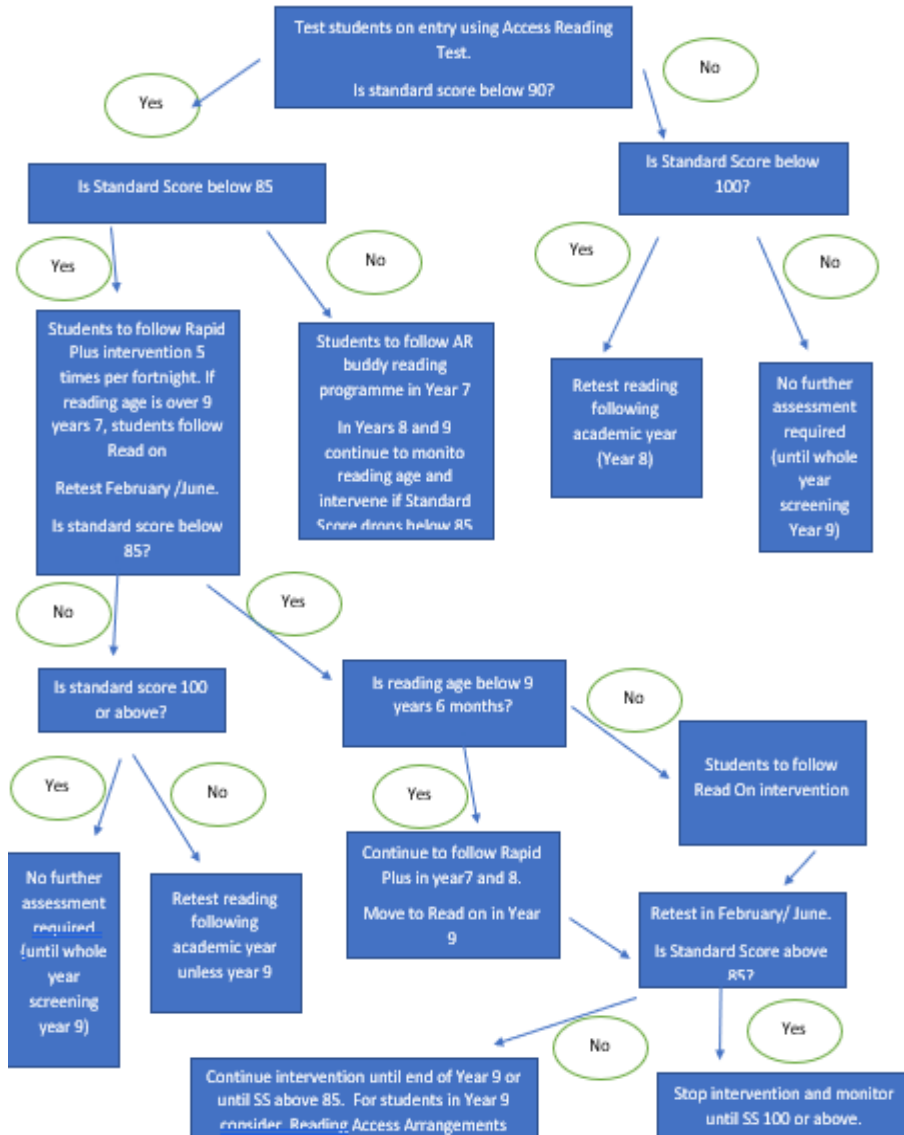 Test students on entry using Access Reading
Test.
Is standard score below 90?
Yes
No
Is Standard Score below 85
Is Standard Score below
100?
Yes
No
Yes
No
Students to follow Rapid
Plus intervention 5
times per fortnight. If
reading age is over 9
years 7, students follow
Read on
Retest February /June.
Is standard score below
85?
Students to follow AR
buddy reading
programme in Year 7
In Years 8 and 9
continue to monito
reading age and
intervene if Standard
Score drops below 85
Retest reading
following
academic year
(Year 8)
No further
assessment
required
(until whole
year
screening
Year 9)
No
Yes
Is standard score 100
or above?
Is reading age below 9
years 6 months?
No
Yes
No
Yes
Students to follow
Read On intervention
No further
assessment
required
(until whole
year
screening
year 9)
Retest reading
following
academic year
unless year 9
Continue to follow Rapid
Plus in year7 and 8.
Move to Read on in Year
9
Retest in February/ June.
Is Standard Score above
85?
No
Yes
Continue intervention until end of Year 9 or
until SS above 85. For students in Year 9
consider Reading Access Arrangements
Stop intervention and monitor
until SS 100 or above.